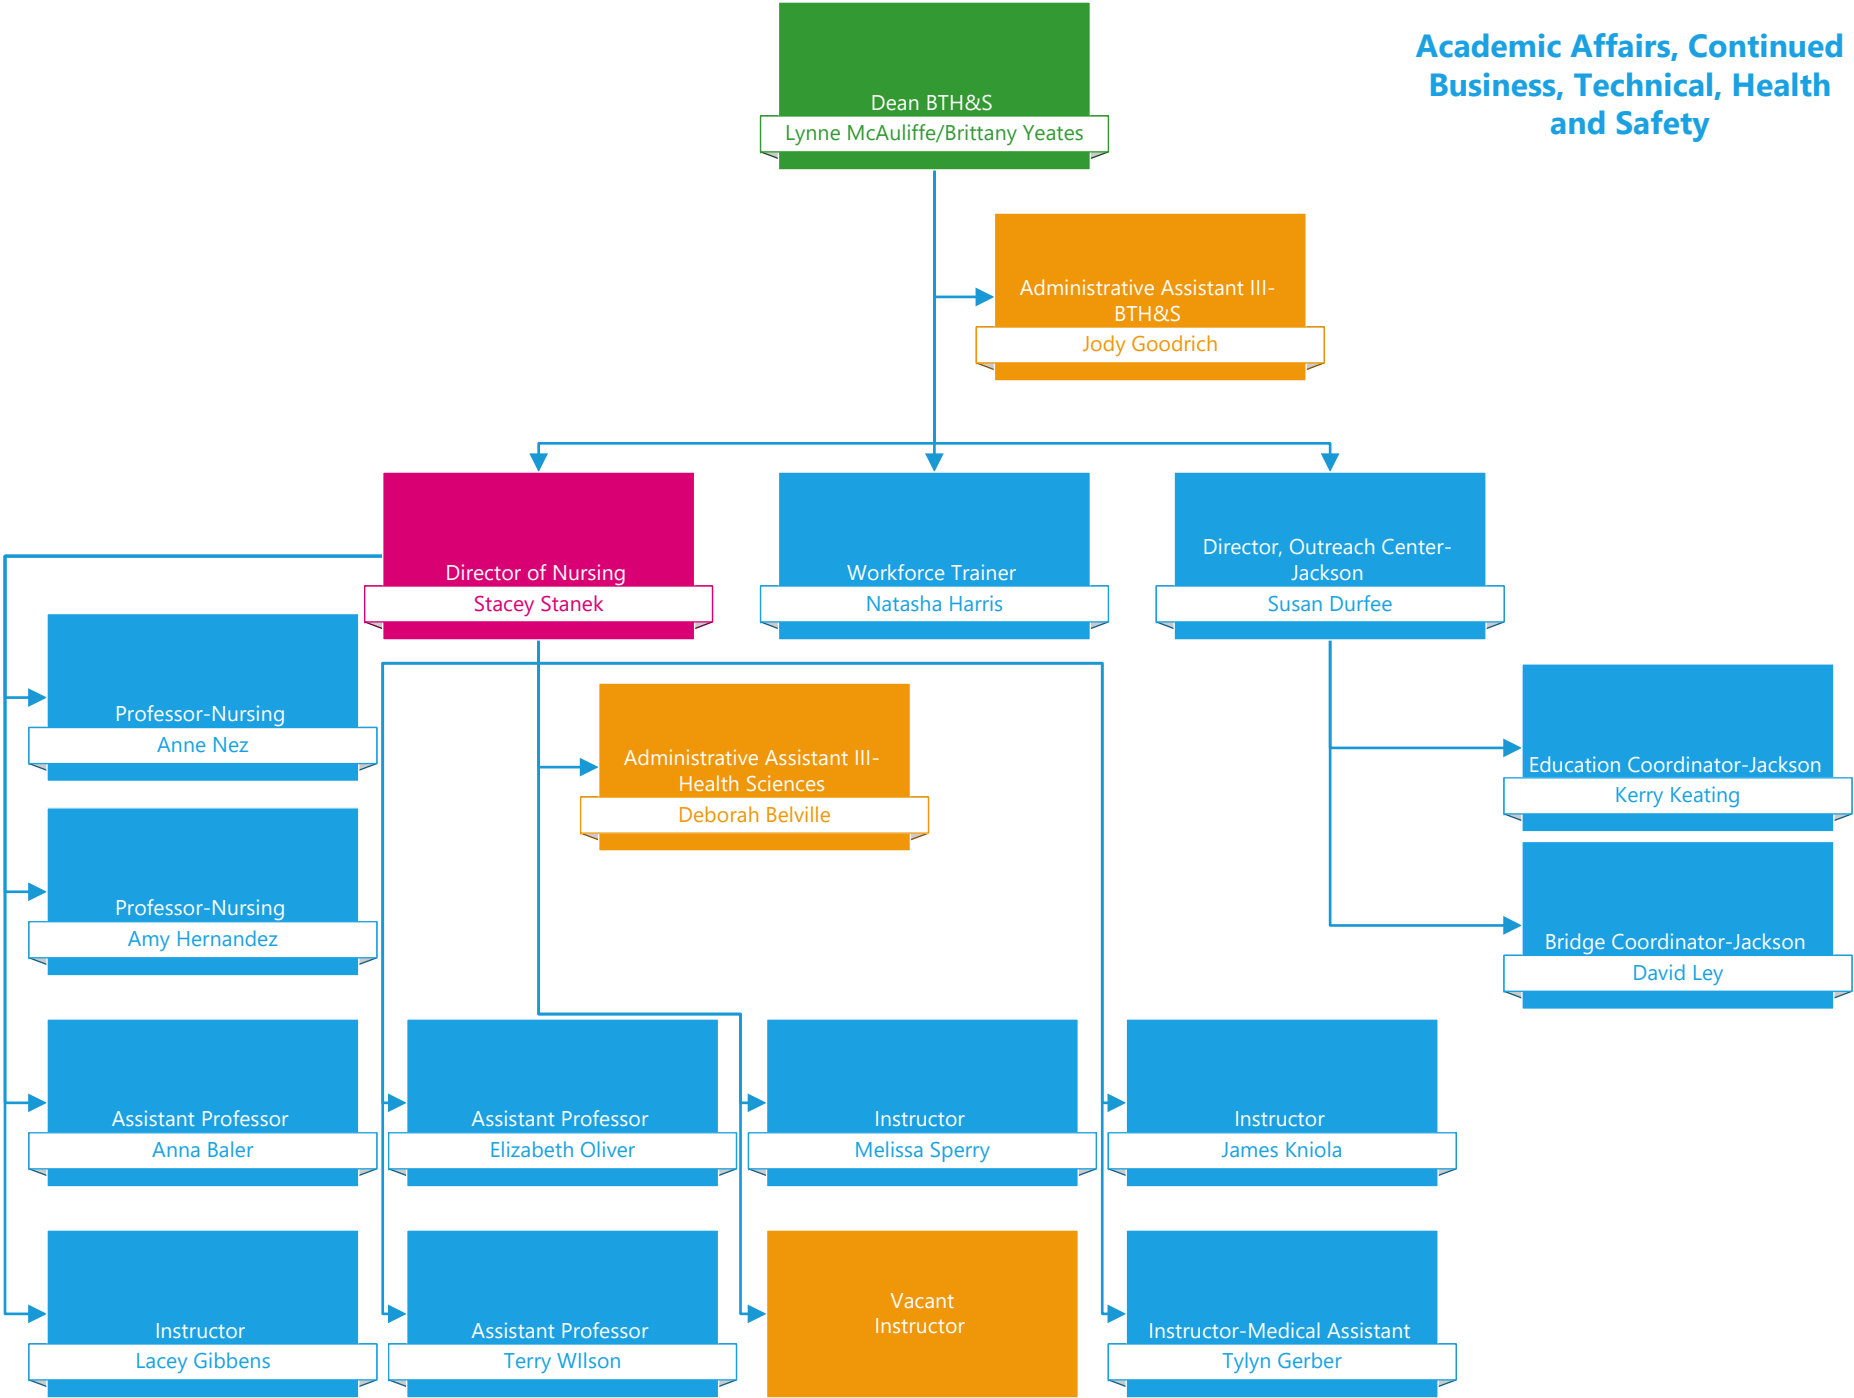 Academic Affairs, Continued
Business, Technical, Health
and Safety
Dean BTH&S
Lynne McAuliffe/Brittany Yeates
Administrative Assistant III-
BTH&S
Jody Goodrich
Director of Nursing
Stacey Stanek
Workforce Trainer
Natasha Harris
Director, Outreach Center-
Jackson
Susan Durfee
Professor-Nursing
Anne Nez
Administrative Assistant III-
Health Sciences
Deborah Belville
Education Coordinator-Jackson
Kerry Keating
Professor-Nursing
Amy Hernandez
Bridge Coordinator-Jackson
David Ley
Assistant Professor
Anna Baler
Assistant Professor
Elizabeth Oliver
Instructor
Melissa Sperry
Instructor
James Kniola
Instructor
Lacey Gibbens
Assistant Professor
Terry WIlson
Vacant
Instructor
Instructor-Medical Assistant
Tylyn Gerber